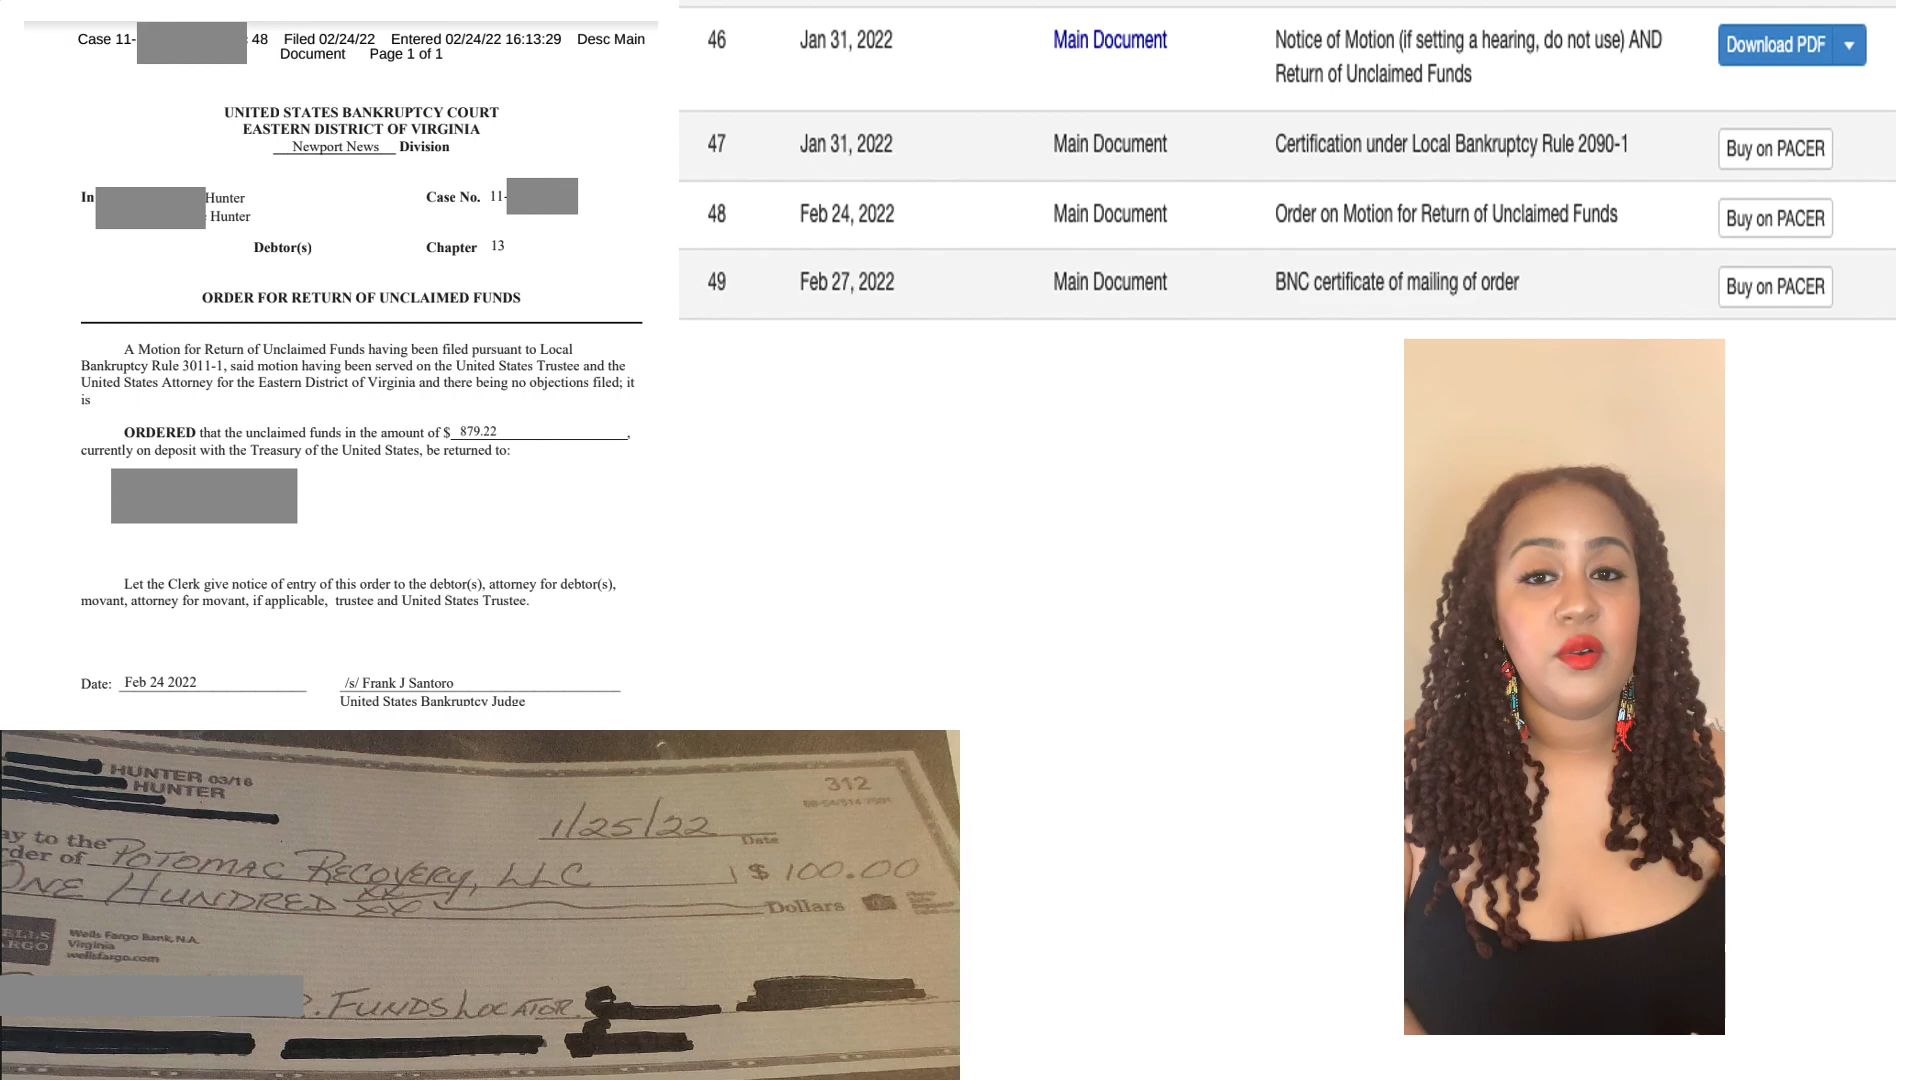 Case 11-
48 Filed 02/24/22 Entered 02/24/22 16:13:29 Desc Main
Document Page 1 of 1
UNITED STATES BANKRUPTCY COURT
EASTERN DISTRICT OF VIRGINIA
Newport News Division
In
Hunter
Hunter
Case No. 11-
Debtor(s)
Chapter 13
ORDER FOR RETURN OF UNCLAIMED FUNDS
A Motion for Return of Unclaimed Funds having been filed pursuant to Local
Bankruptcy Rule 3011-1, said motion having been served on the United States Trustee and the
United States Attorney for the Eastern District of Virginia and there being no objections filed; it
is
ORDERED that the unclaimed funds in the amount of $ 879.22 ,
currently on deposit with the Treasury of the United States, be returned to:
Let the Clerk give notice of entry of this order to the debtor(s), attorney for debtor(s),
movant, attorney for movant, if applicable, trustee and United States Trustee.
Date: Feb 24 2022
/s/ Frank J Santoro
United States Bankruptcy Judge
46 Jan 31, 2022 Main Document Notice of Motion (if setting a hearing, do not use) AND
Return of Unclaimed Funds
Download PDF
47 Jan 31, 2022 Main Document Certification under Local Bankruptcy Rule 2090-1 Buy on PACER
48 Feb 24, 2022 Main Document Order on Motion for Return of Unclaimed Funds Buy on PACER
49 Feb 27, 2022 Main Document BNC certificate of mailing of order Buy on PACER
HUNTER 03/16
HUNTER
312
1/25/22
Date
ay to the
rder of POTOMAC RECOVERY, LLC $ 100.00
ONE HUNDRED XX/XX Dollars
ELLS
ARGO
Wells Fargo Bank, N.A.
Virginia
wellsfargo.com
FUNDS LOCATOR